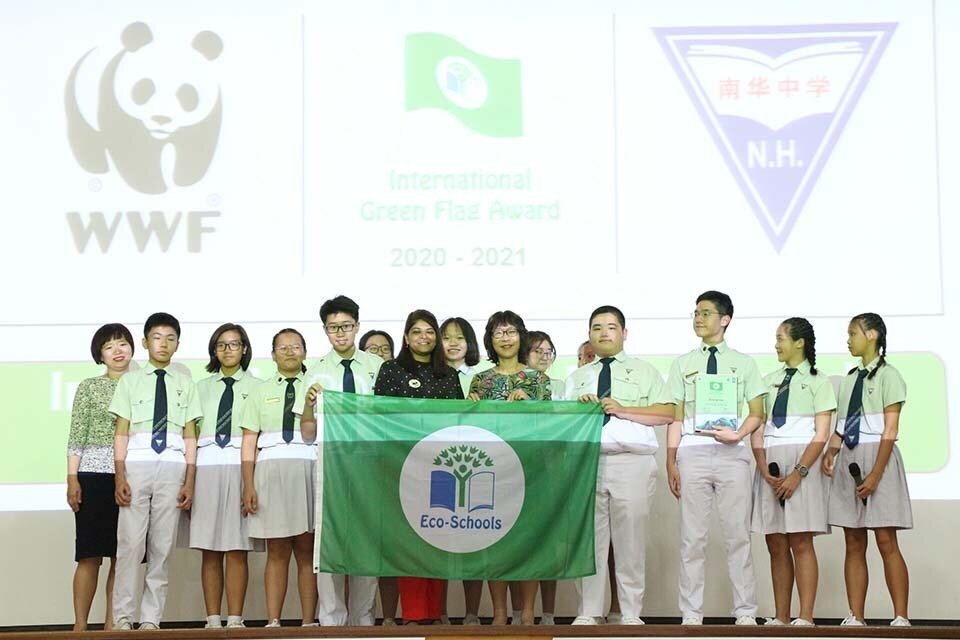 WWF
International
Green Flag Award
2020 - 2021
南华中学
N.H.
Eco-Schools